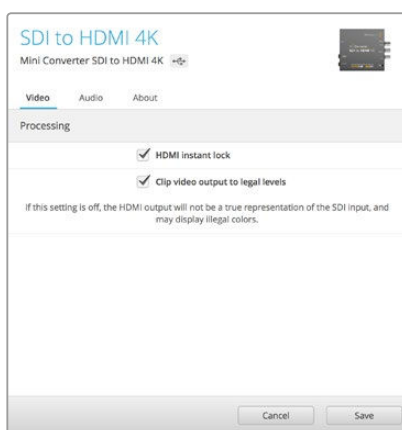 SDI to HDMI 4K
Mini Converter SDI to HDMI 4K
Video Audio About
Processing
HDMI instant lock
Clip video output to legal levels
If this setting is off, the HDMI output will not be a true representation of the SDI input, and
may display illegal colors.
Cancel Save